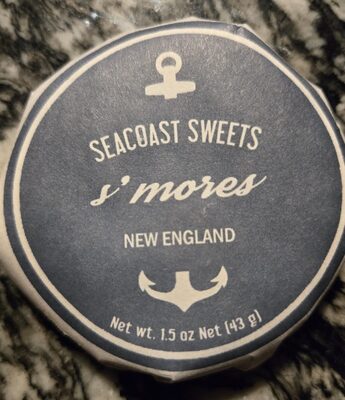 SEACOAST SWEETS
s'mores
NEW ENGLAND
Net wt. 1.5 oz Net (43 g)